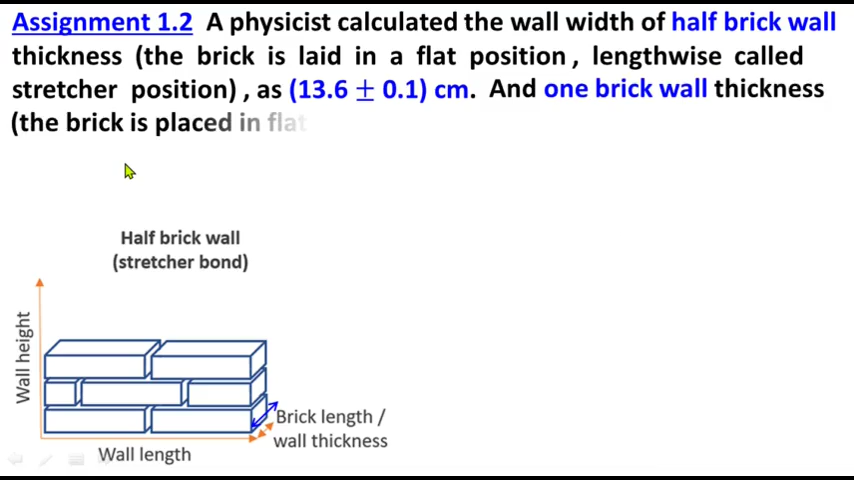 Assignment 1.2 A physicist calculated the wall width of half brick wall
thickness (the brick is laid in a flat position , lengthwise called
stretcher position) , as (13.6 ± 0.1) cm. And one brick wall thickness
(the brick is placed in flat
Half brick wall
(stretcher bond)
Wall height
Brick length /
wall thickness
Wall length